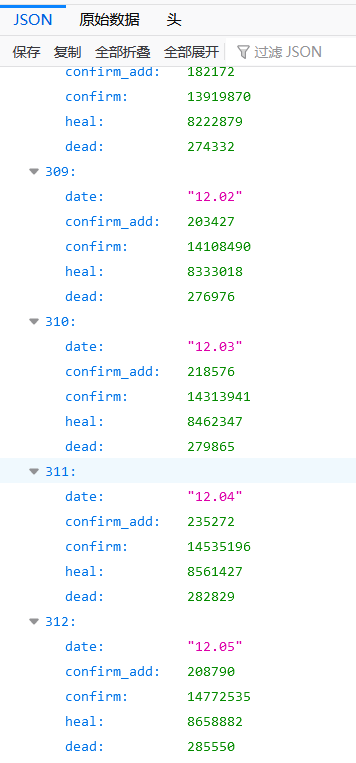 JSON 原始数据 头
保存 复制 全部折叠 全部展开 过滤 JSON
confirm_add: 182172
confirm: 13919870
heal: 8222879
dead: 274332
309:
date: "12.02"
confirm_add: 203427
confirm: 14108490
heal: 8333018
dead: 276976
310:
date: "12.03"
confirm_add: 218576
confirm: 14313941
heal: 8462347
dead: 279865
311:
date: "12.04"
confirm_add: 235272
confirm: 14535196
heal: 8561427
dead: 282829
312:
date: "12.05"
confirm_add: 208790
confirm: 14772535
heal: 8658882
dead: 285550